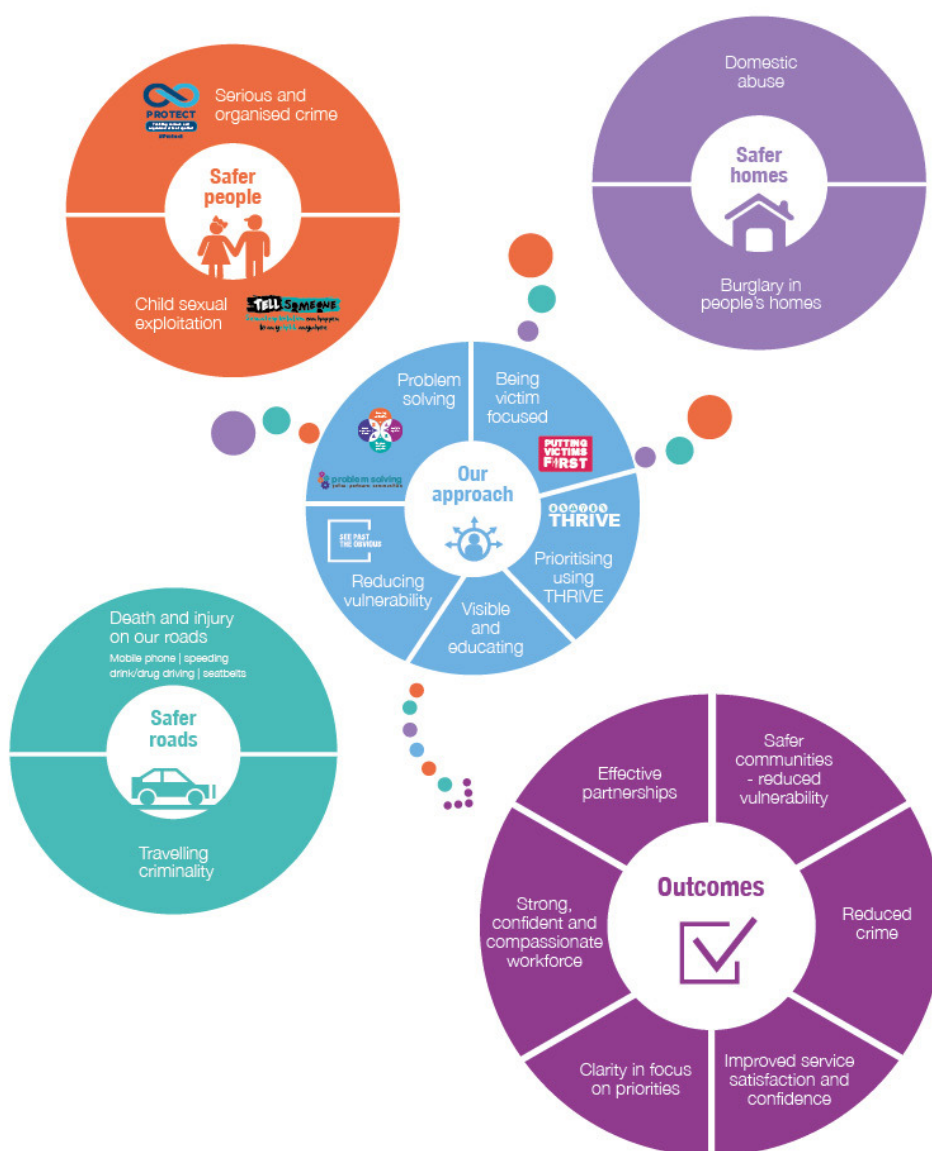 PROTECT
Serious and
organised crime
Safer
people
Child sexual
exploitation
TELL SOMEONE
Domestic
abuse
Safer
homes
Burglary in
people's homes
Problem
solving
problem solving
Being
victim
focused
PUTTING
VICTIMS
FIRST
Our
approach
THRIVE
Prioritising
using
THRIVE
SEE PAST
THE OBVIOUS
Reducing
vulnerability
Visible
and
educating
Death and injury
on our roads
Mobile phone | speeding
drink/drug driving | seatbelts
Safer
roads
Travelling
criminality
Effective
partnerships
Safer
communities
- reduced
vulnerability
Outcomes
Strong,
confident and
compassionate
workforce
Reduced
crime
Clarity in focus
on priorities
Improved service
satisfaction and
confidence